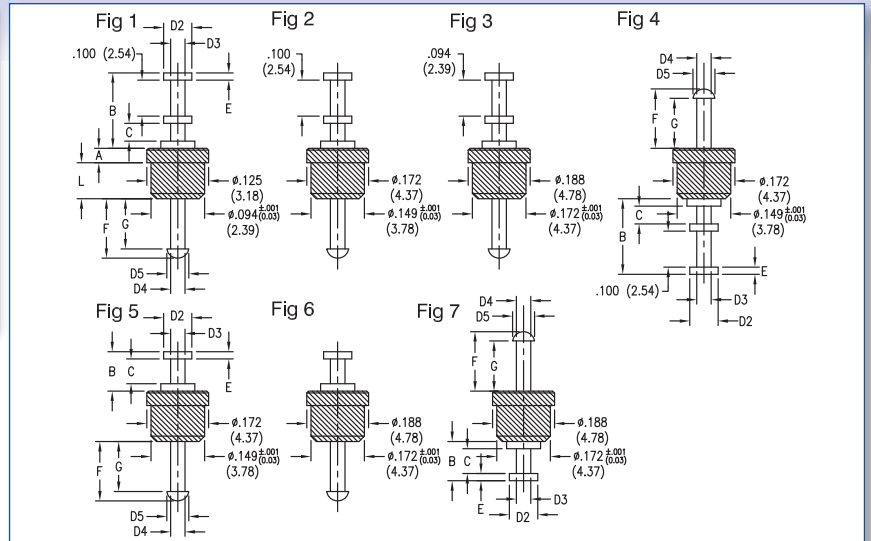 Fig 1
D2
D3
.100 (2.54)
B
E
C
A
L
ø.125
(3.18)
ø.094 ±.001
(2.39) (0.03)
F
G
D5
D4
Fig 2
.100
(2.54)
ø.172
(4.37)
ø.149 ±.001
(3.78) (0.03)
Fig 3
.094
(2.39)
ø.188
(4.78)
ø.172 ±.001
(4.37) (0.03)
Fig 4
D4
D5
F
G
ø.172
(4.37)
ø.149 ±.001
(3.78) (0.03)
C
B
E
.100 (2.54)
D3
D2
Fig 5
D2
D3
B
C
E
ø.172
(4.37)
ø.149 ±.001
(3.78) (0.03)
F
G
D5
D4
Fig 6
ø.188
(4.78)
ø.172 ±.001
(4.37) (0.03)
Fig 7
D4
D5
F
G
ø.188
(4.78)
ø.172 ±.001
(4.37) (0.03)
B
C
E
D3
D2